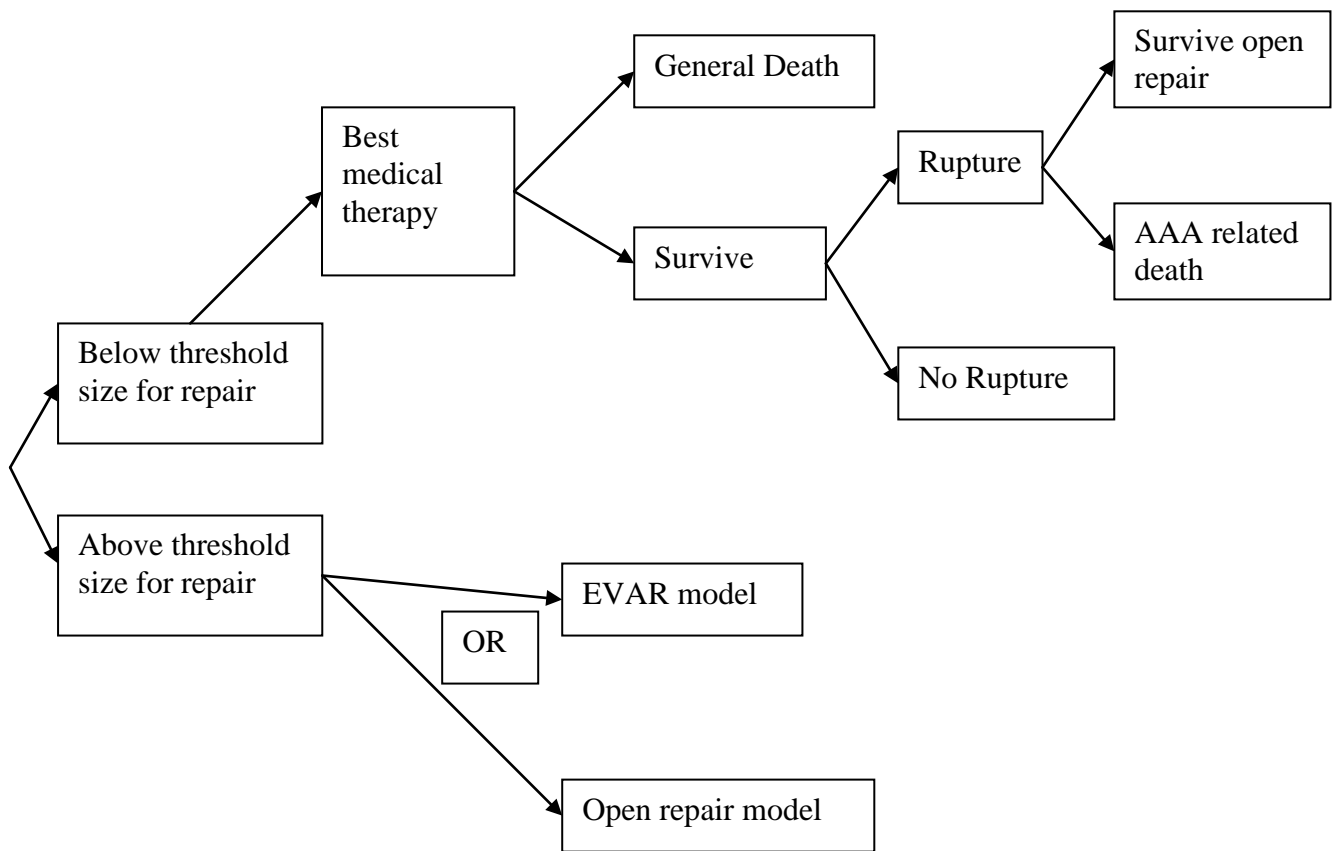 General Death
Survive open
repair
Best
medical
therapy
Rupture
Survive
AAA related
death
Below threshold
size for repair
No Rupture
Above threshold
size for repair
EVAR model
OR
Open repair model